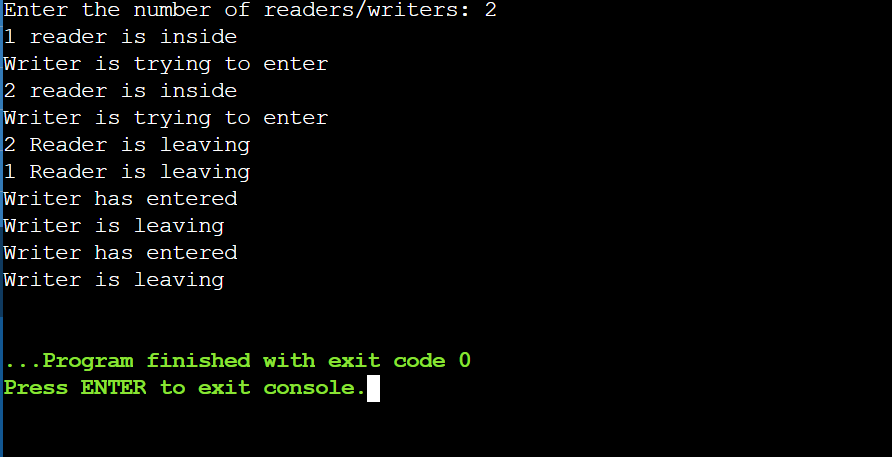 Enter the number of readers/writers: 2
1 reader is inside
Writer is trying to enter
2 reader is inside
Writer is trying to enter
2 Reader is leaving
1 Reader is leaving
Writer has entered
Writer is leaving
Writer has entered
Writer is leaving
...Program finished with exit code 0
Press ENTER to exit console.